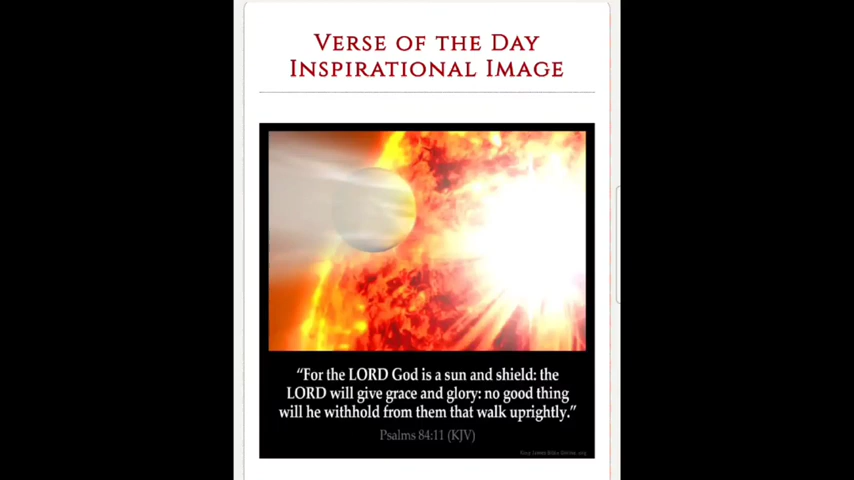 Verse of the Day
Inspirational Image
“For the LORD God is a sun and shield: the
LORD will give grace and glory: no good thing
will he withhold from them that walk uprightly.”
Psalms 84:11 (KJV)